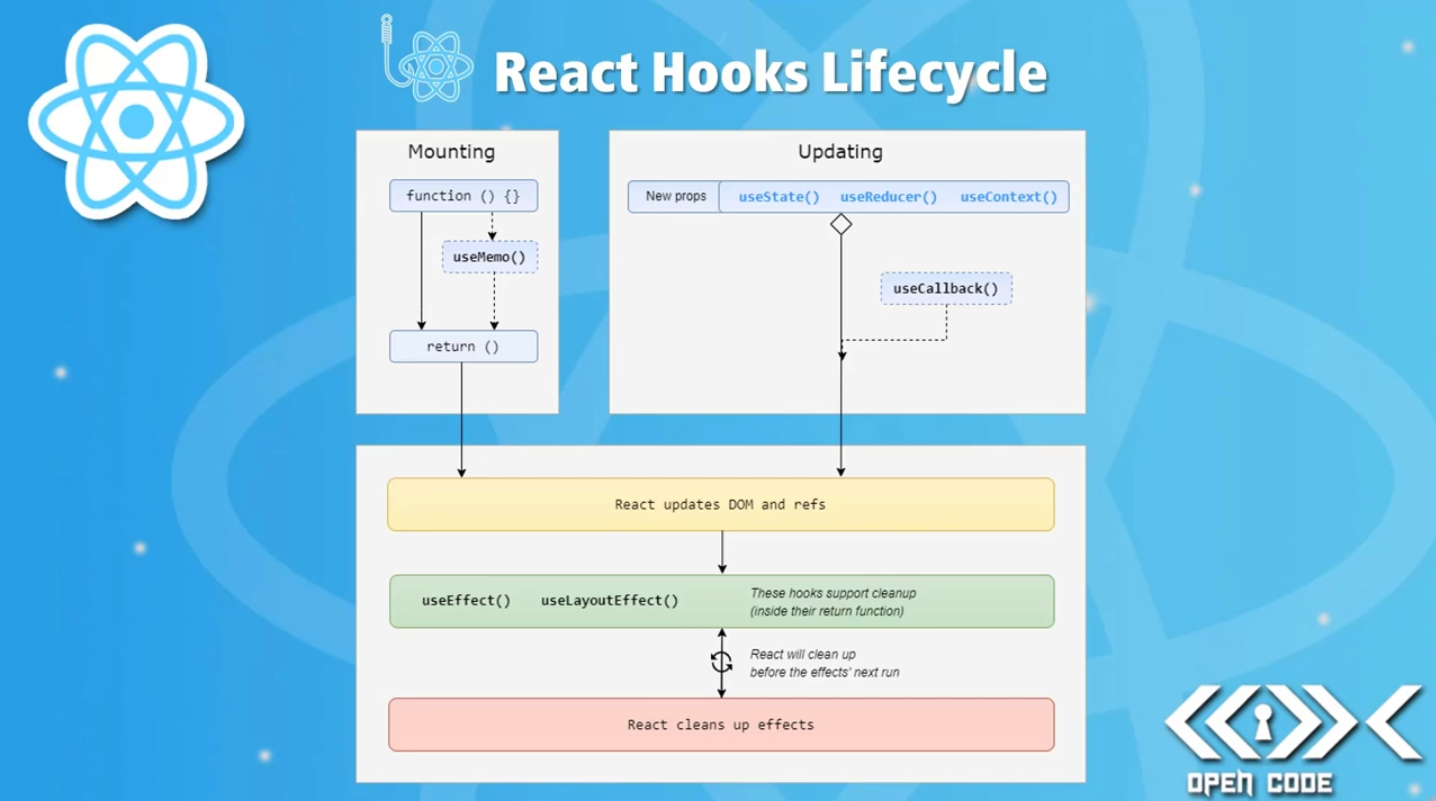 React Hooks Lifecycle
Mounting
function () {}
useMemo()
return ()
Updating
New props
useState() useReducer() useContext()
useCallback()
React updates DOM and refs
useEffect() useLayoutEffect()
These hooks support cleanup
(inside their return function)
React will clean up
before the effects' next run
React cleans up effects
OPEN CODE